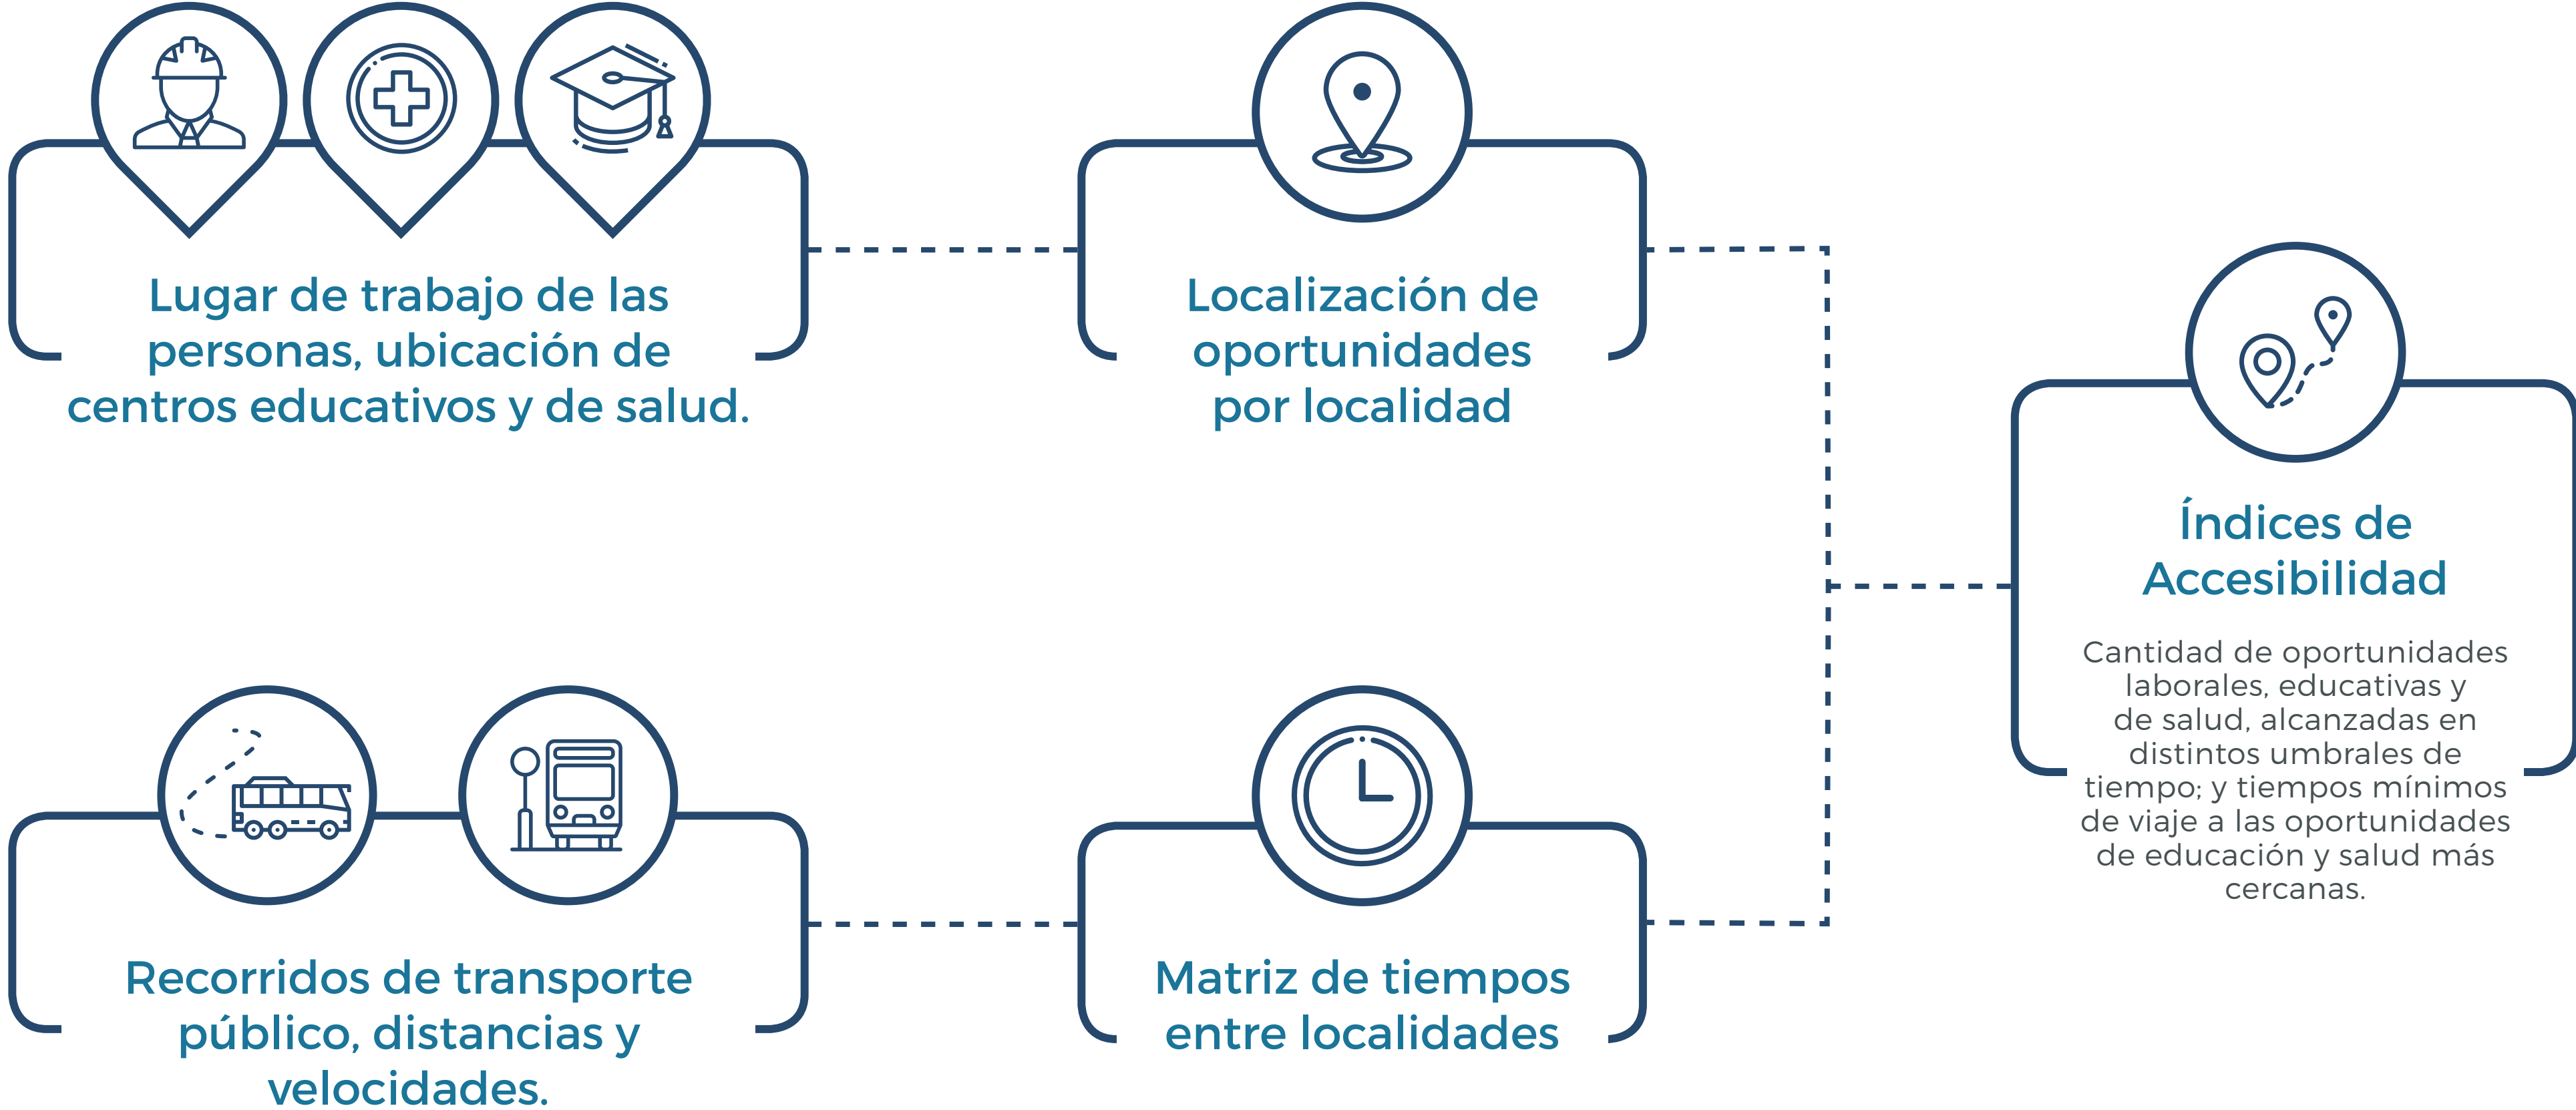 Lugar de trabajo de las
personas, ubicación de
centros educativos y de salud.
Localización de
oportunidades
por localidad
Recorridos de transporte
público, distancias y
velocidades.
Matriz de tiempos
entre localidades
Índices de
Accesibilidad
Cantidad de oportunidades
laborales, educativas y
de salud, alcanzadas en
distintos umbrales de
tiempo; y tiempos mínimos
de viaje a las oportunidades
de educación y salud más
cercanas.